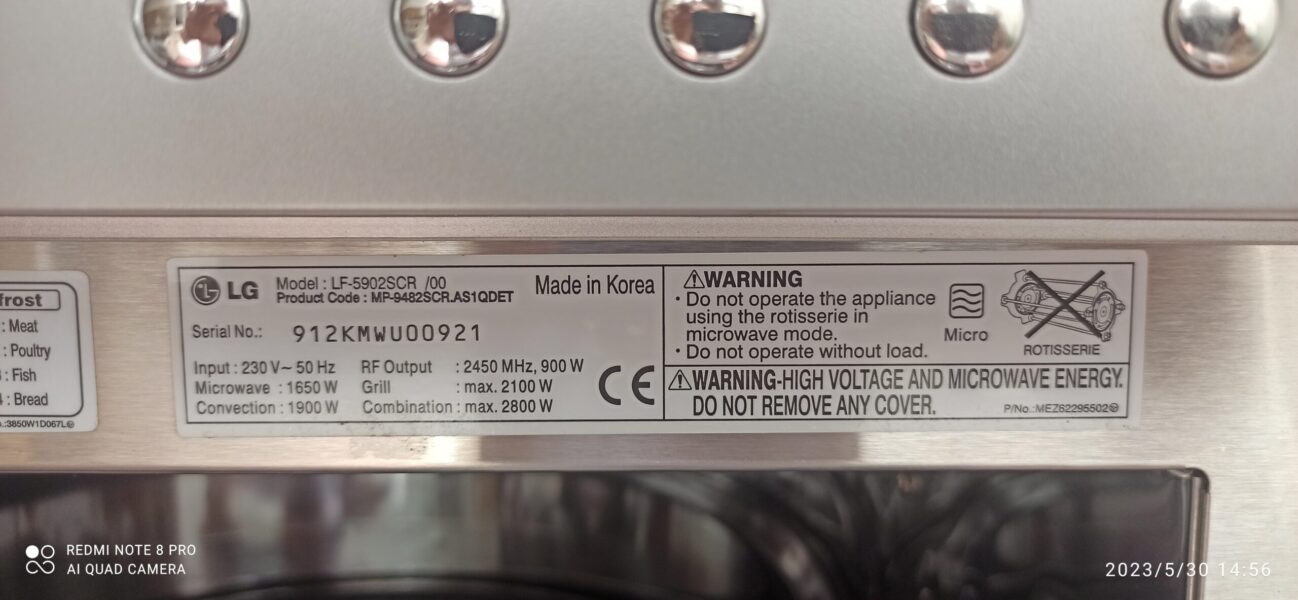 frost
: Meat
: Poultry
: Fish
: Bread
.:3850W1D067L
LG
Model : LF-5902SCR /00
Product Code : MP-9482SCR.AS1QDET
Made in Korea
Serial No.: 912KMWU00921
Input : 230 V~ 50 Hz RF Output : 2450 MHz, 900 W
Microwave : 1650 W Grill : max. 2100 W
Convection : 1900 W Combination : max. 2800 W
CE
WARNING
· Do not operate the appliance
using the rotisserie in
microwave mode.
· Do not operate without load.
Micro
ROTISSERIE
WARNING-HIGH VOLTAGE AND MICROWAVE ENERGY.
DO NOT REMOVE ANY COVER.
P/No.:MEZ62295502
REDMI NOTE 8 PRO
AI QUAD CAMERA
2023/5/30 14:56